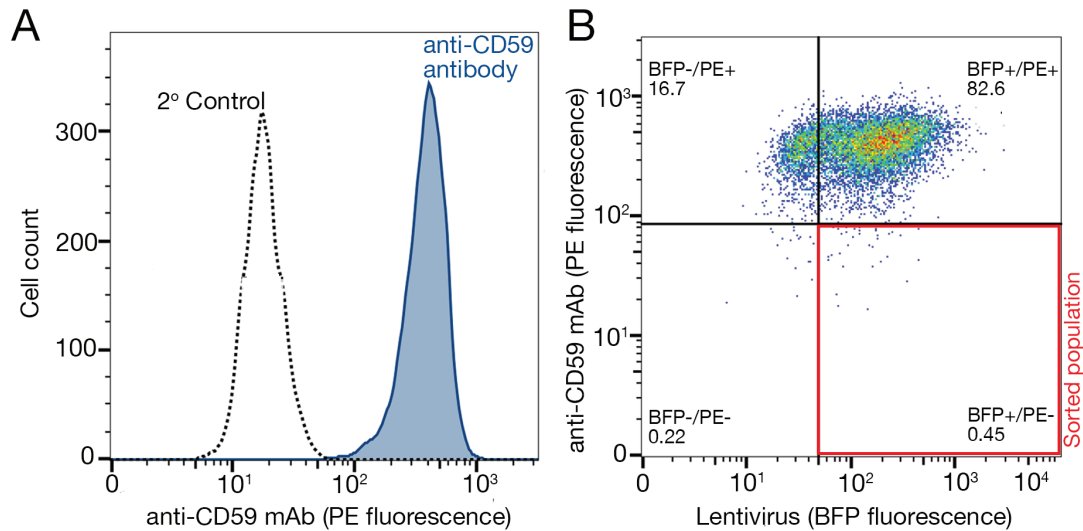 A
anti-CD59
antibody
2° Control
300
200
100
0
Cell count
0
10¹
10²
10³
anti-CD59 mAb (PE fluorescence)
B
BFP-/PE+
16.7
BFP+/PE+
82.6
10³
10²
10¹
0
anti-CD59 mAb (PE fluorescence)
BFP-/PE-
0.22
BFP+/PE-
0.45
Sorted population
0
10¹
10²
10³
10⁴
Lentivirus (BFP fluorescence)